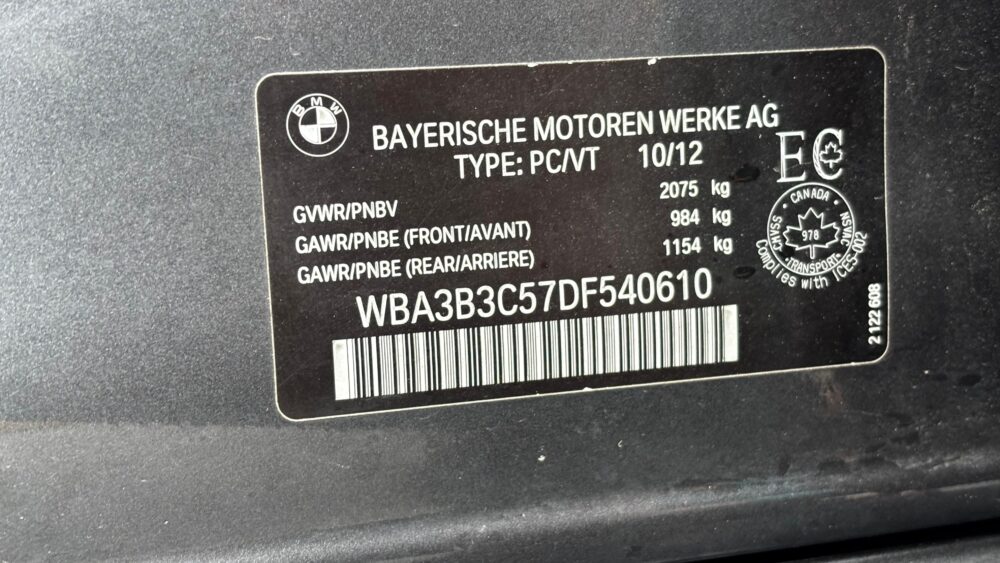 BMW
BAYERISCHE MOTOREN WERKE AG
TYPE: PC/VT 10/12
EC
GVWR/PNBV 2075 kg
GAWR/PNBE (FRONT/AVANT) 984 kg
GAWR/PNBE (REAR/ARRIERE) 1154 kg
CANADA
CMVSS
978
NSVAC
TRANSPORT
Complies with ICES-002
WBA3B3C57DF540610
2 122 608